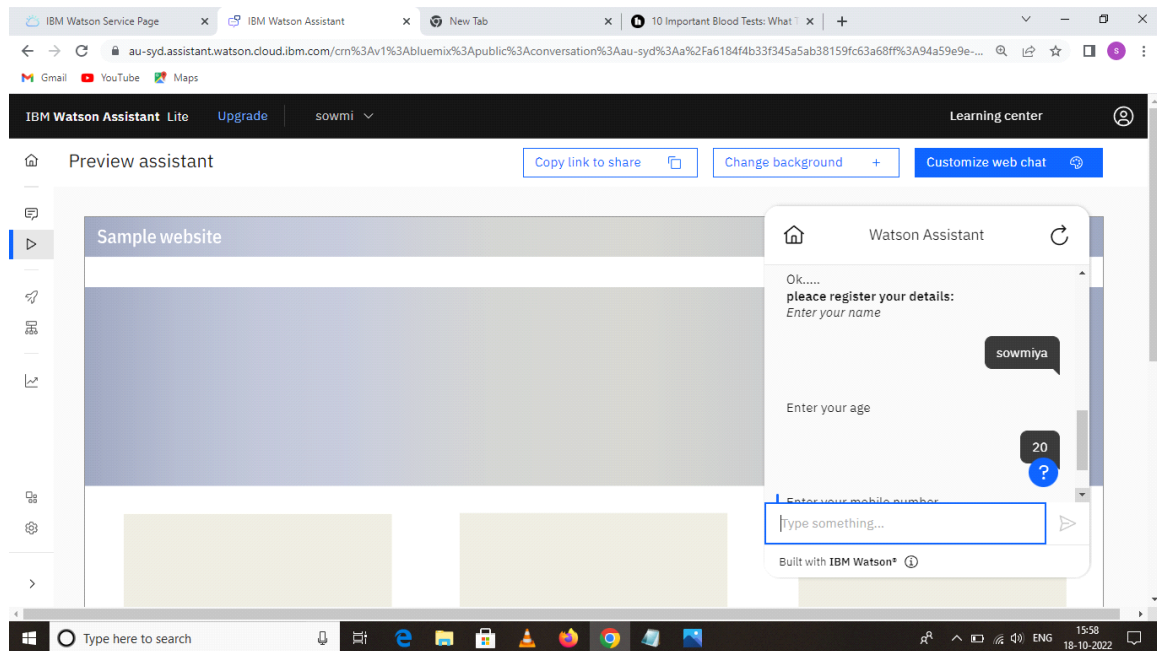 IBM Watson Service Page
IBM Watson Assistant
New Tab
10 Important Blood Tests: What
au-syd.assistant.watson.cloud.ibm.com/crn%3Av1%3Abluemix%3Apublic%3Aconversation%3Aau-syd%3Aa%2Fa6184f4b33f345a5ab38159fc63a68ff%3A94a59e9e-...
S
Gmail
YouTube
Maps
IBM Watson Assistant Lite
Upgrade
sowmi
Learning center
Preview assistant
Copy link to share
Change background +
Customize web chat
Sample website
Watson Assistant
Ok.....
pleace register your details:
Enter your name
sowmiya
Enter your age
20
?
Enter your mobile number
Type something...
Built with IBM Watson®
Type here to search
ENG
15:58
18-10-2022